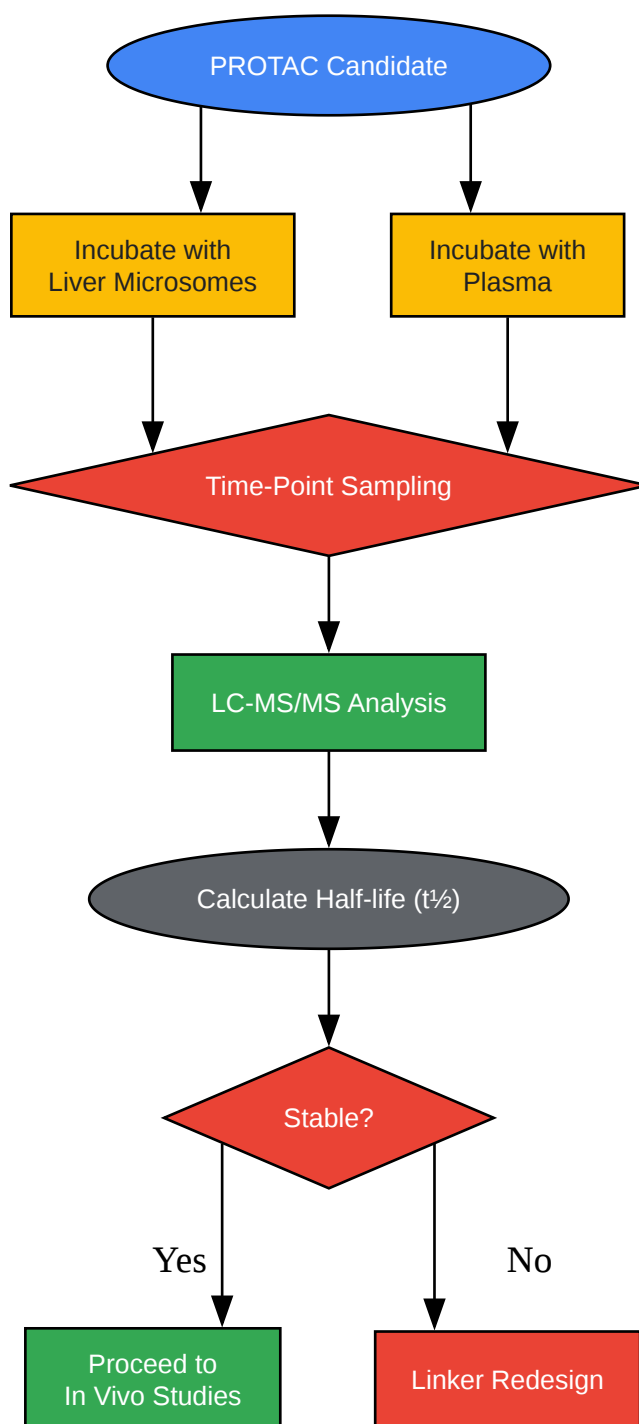 PROTAC Candidate
Incubate with
Liver Microsomes
Incubate with
Plasma
Time-Point Sampling
LC-MS/MS Analysis
Calculate Half-life (t½)
Stable?
Yes
No
Proceed to
In Vivo Studies
Linker Redesign